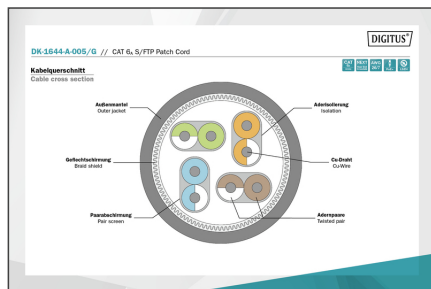 DIGITUS®
DK-1644-A-005/G // CAT 6A S/FTP Patch Cord
Kabelquerschnitt
Cable cross section
Außenmantel
Outer jacket
Aderisolierung
Isolation
Geflechtschirmung
Braid shield
Cu-Draht
Cu-Wire
Paarabschirmung
Pair screen
Adernpaare
Twisted pair